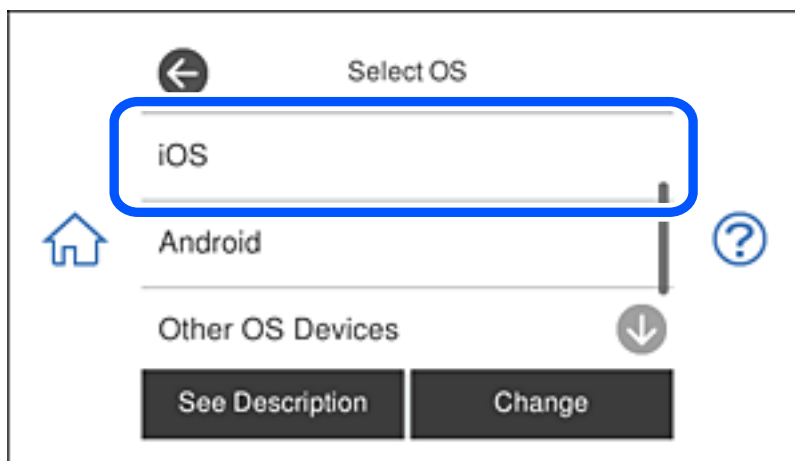 Select OS
iOS
Android
Other OS Devices
See Description
Change